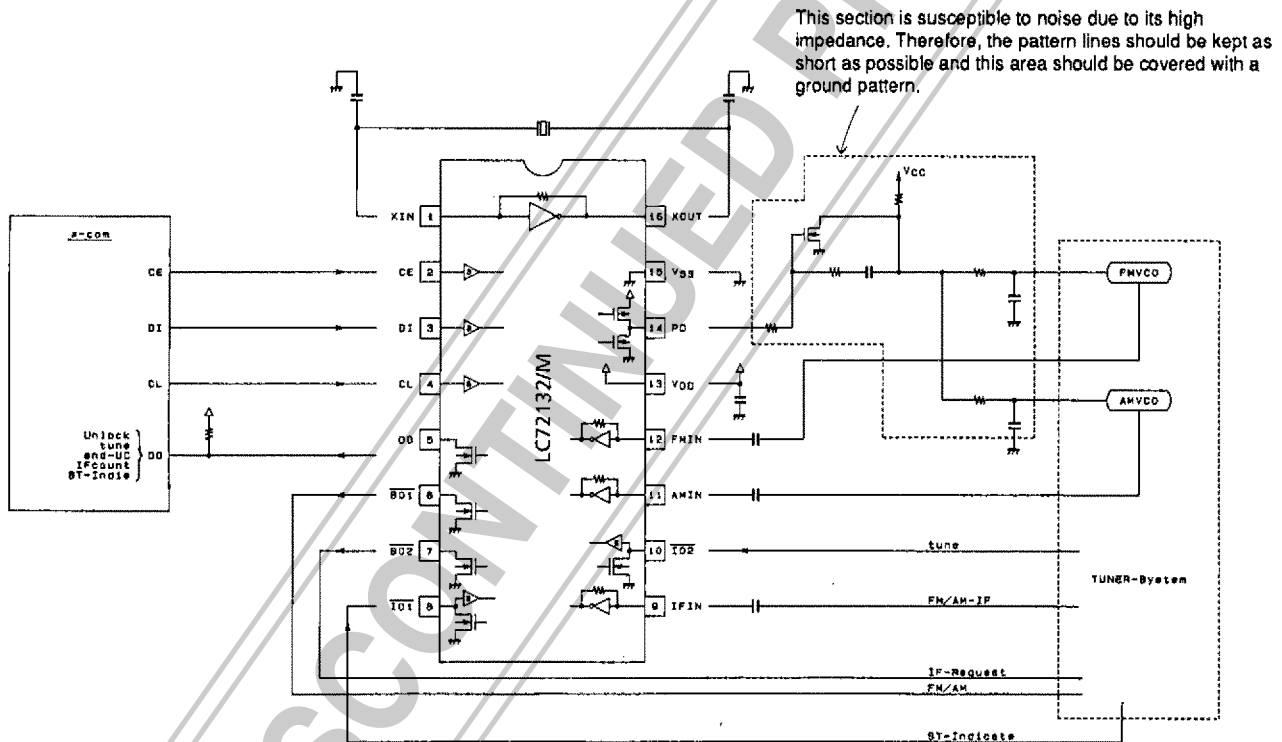 This section is susceptible to noise due to its high
impedance. Therefore, the pattern lines should be kept as
short as possible and this area should be covered with a
ground pattern.
VCC
XIN 1
16 XOUT
μ-com
CE
CE 2
15 VSS
FMVCO
DI
DI 3
14 PD
CL
CL 4
13 VDD
AMVCO
LC72132/M
Unlock
tune
end-UC
IFcount
ST-Indic
DO
DO 5
12 FMIN
BO1 6
11 AMIN
BO2 7
10 IO2
tune
TUNER-System
IO1 8
9 IFIN
FM/AM-IF
IF-Request
FM/AM
ST-Indicate
SCONTINUED P